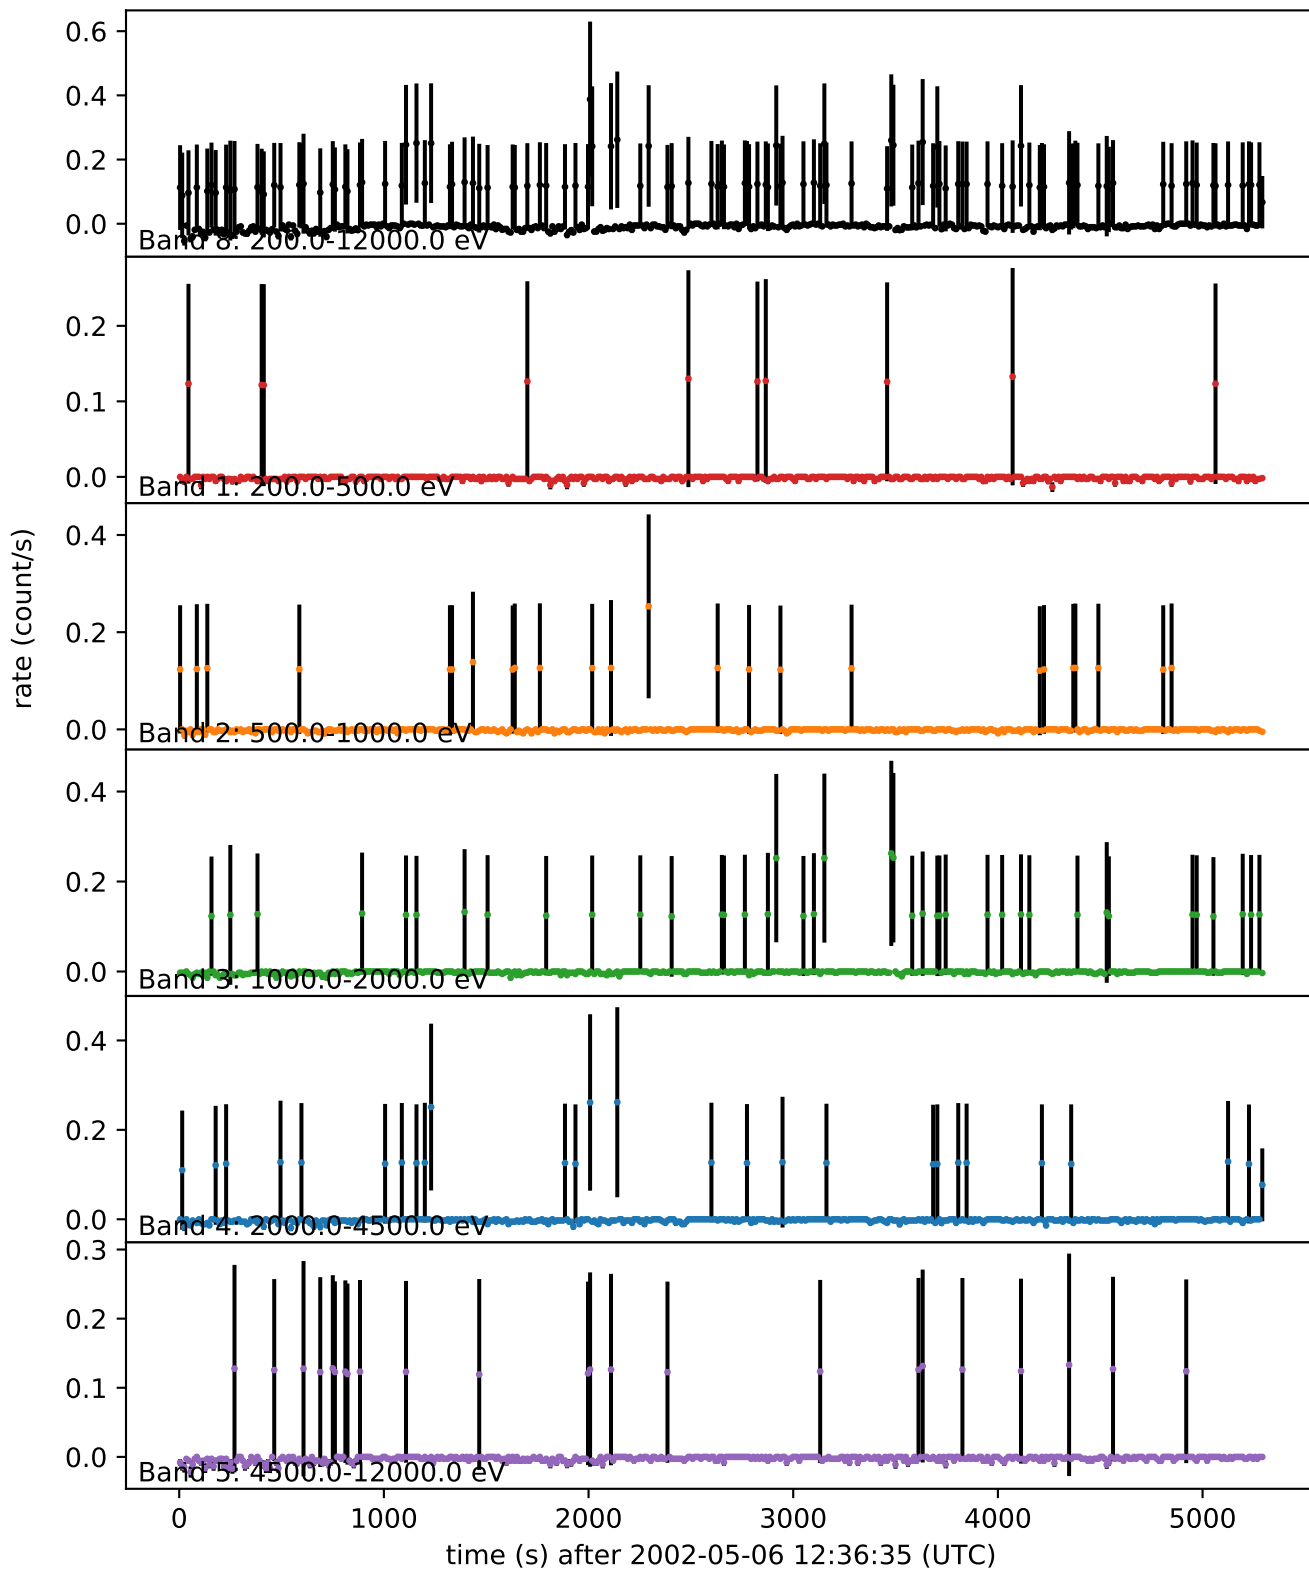 0.6
0.4
0.2
0.0
Band 8: 200.0-12000.0 eV
0.2
0.1
0.0
Band 1: 200.0-500.0 eV
0.4
0.2
0.0
Band 2: 500.0-1000.0 eV
rate (count/s)
0.4
0.2
0.0
Band 3: 1000.0-2000.0 eV
0.4
0.2
0.0
Band 4: 2000.0-4500.0 eV
0.3
0.2
0.1
0.0
Band 5: 4500.0-12000.0 eV
0 1000 2000 3000 4000 5000
time (s) after 2002-05-06 12:36:35 (UTC)